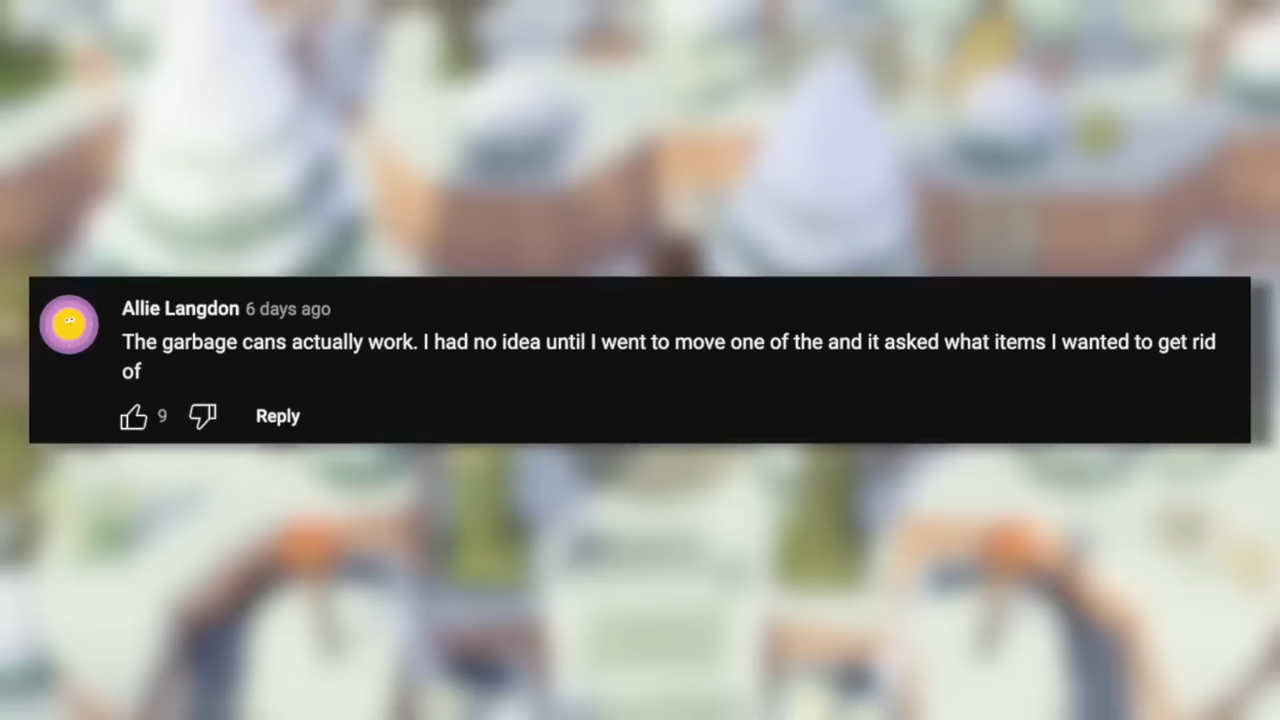 Allie Langdon 6 days ago
The garbage cans actually work. I had no idea until I went to move one of the and it asked what items I wanted to get rid
of
9 Reply